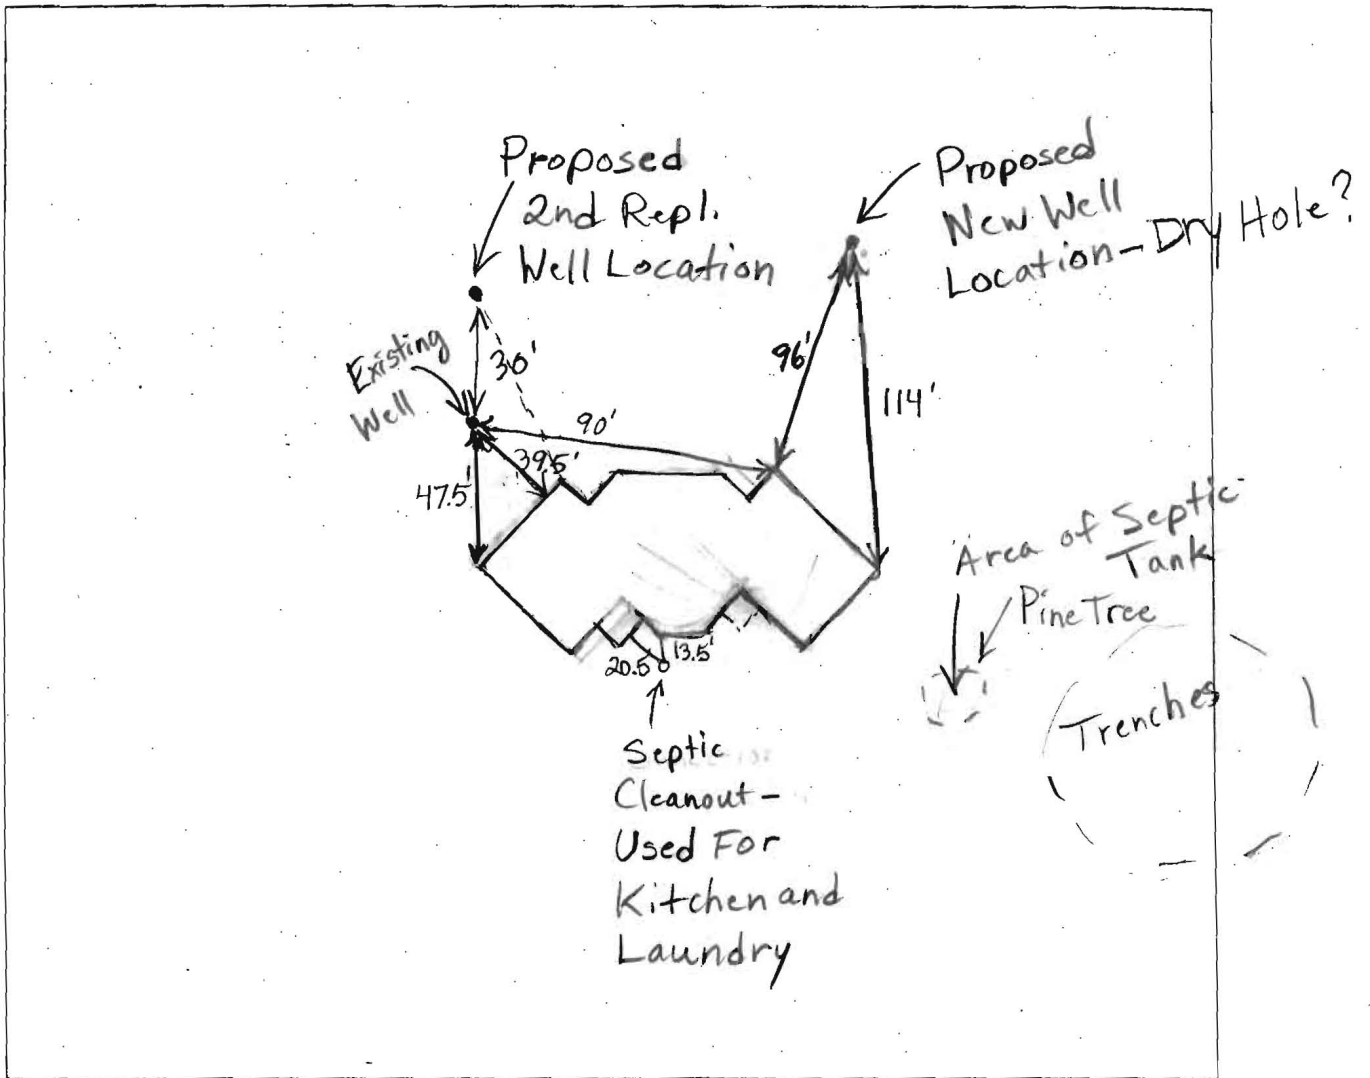 Proposed
2nd Repl.
Well Location
Proposed
New Well
Location - Dry Hole?
Existing
Well
30'
96'
114'
90'
39.5'
47.5'
Area of Septic
Tank
Pine Tree
Trenches
20.5'
13.5'
Septic
Cleanout -
Used For
Kitchen and
Laundry